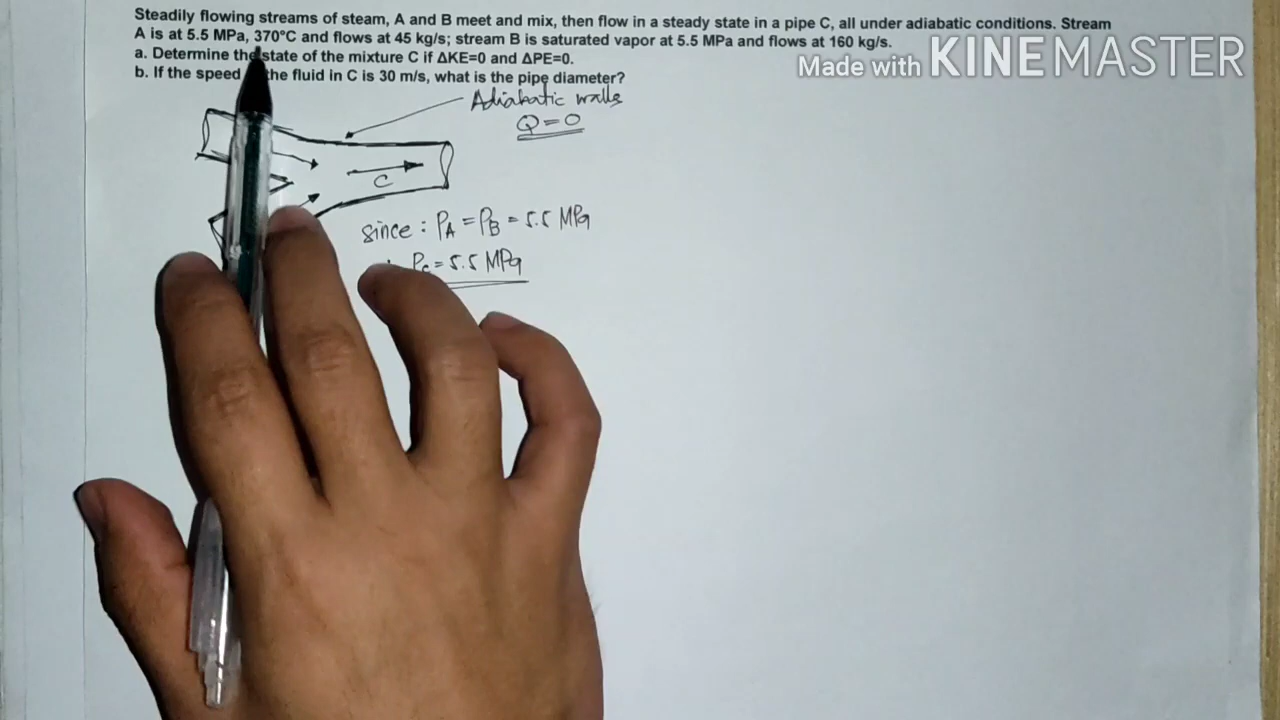 Steadily flowing streams of steam, A and B meet and mix, then flow in a steady state in a pipe C, all under adiabatic conditions. Stream
A is at 5.5 MPa, 370°C and flows at 45 kg/s; stream B is saturated vapor at 5.5 MPa and flows at 160 kg/s.
a. Determine the state of the mixture C if ΔKE=0 and ΔPE=0.
b. If the speed the fluid in C is 30 m/s, what is the pipe diameter?
Made with KINEMASTER
Adiabatic walls
Q=0
C
since : PA = PB = 5.5 MPa
Pc = 5.5 MPa